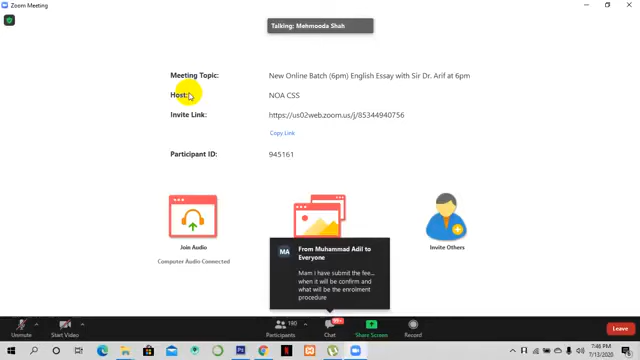 Zoom Meeting
Talking: Mehmooda Shah
Meeting Topic: New Online Batch (6pm) English Essay with Sir Dr. Arif at 6pm
Host: NOA CSS
Invite Link: https://us02web.zoom.us/j/85344940756
Copy Link
Participant ID: 945161
Join Audio
Computer Audio Connected
Invite Others
MA
From Muhammad Adil to
Everyone
Mam i have submit the fee...
when it will be confirm and
what will be the enrolment
procedure
Unmute
Start Video
190
Participants
99+
Chat
Share Screen
Record
Leave
7:46 PM
7/13/2020